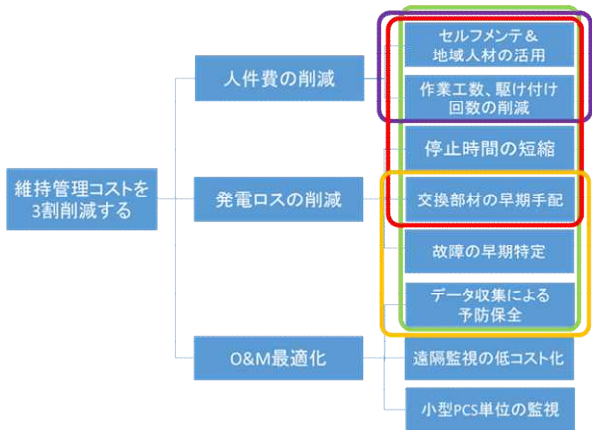 維持管理コストを
3割削減する
人件費の削減
セルフメンテ＆
地域人材の活用
作業工数、駆け付け
回数の削減
発電ロスの削減
停止時間の短縮
交換部材の早期手配
故障の早期特定
O&M最適化
データ収集による
予防保全
遠隔監視の低コスト化
小型PCS単位の監視